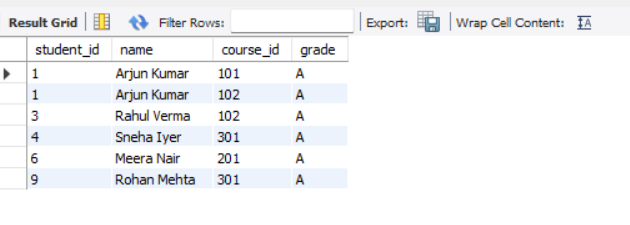 Result Grid Filter Rows: Export: Wrap Cell Content: IA
student_id name course_id grade
1 Arjun Kumar 101 A
1 Arjun Kumar 102 A
3 Rahul Verma 102 A
4 Sneha Iyer 301 A
6 Meera Nair 201 A
9 Rohan Mehta 301 A